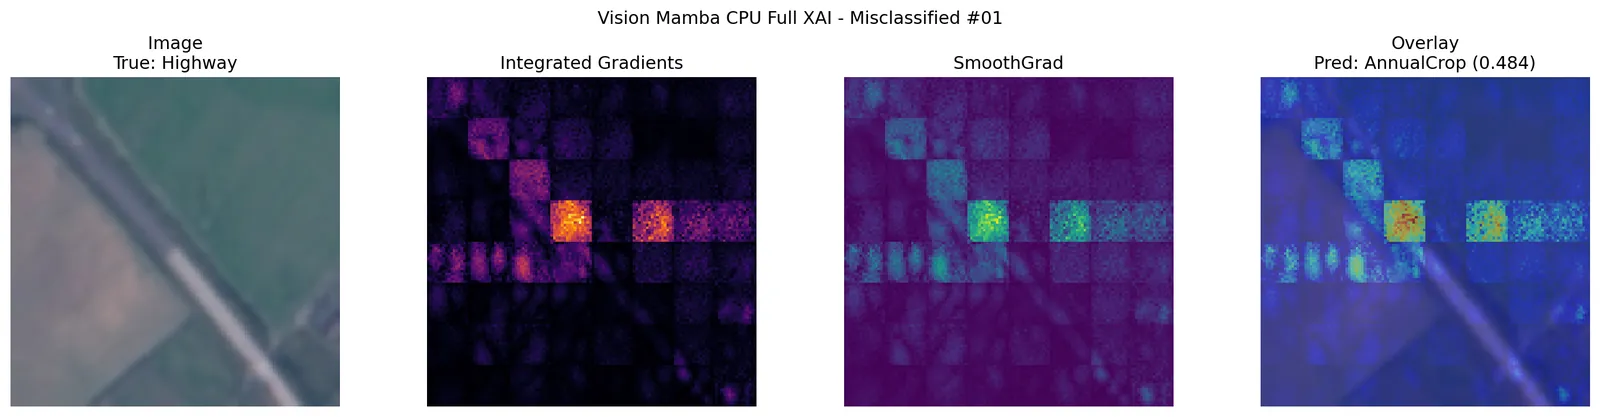 Vision Mamba CPU Full XAI - Misclassified #01
Image
True: Highway
Integrated Gradients
SmoothGrad
Overlay
Pred: AnnualCrop (0.484)